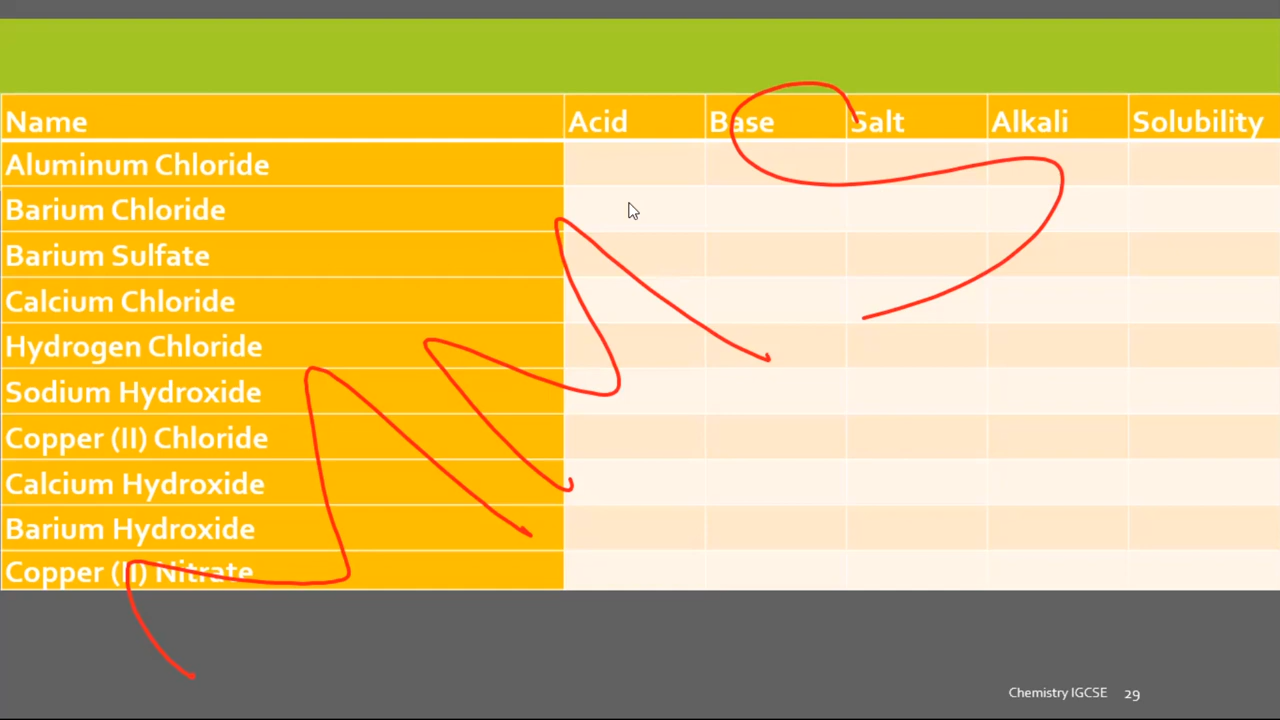 Name Acid Base Salt Alkali Solubility
Aluminum Chloride
Barium Chloride
Barium Sulfate
Calcium Chloride
Hydrogen Chloride
Sodium Hydroxide
Copper (II) Chloride
Calcium Hydroxide
Barium Hydroxide
Copper (II) Nitrate
Chemistry IGCSE 29